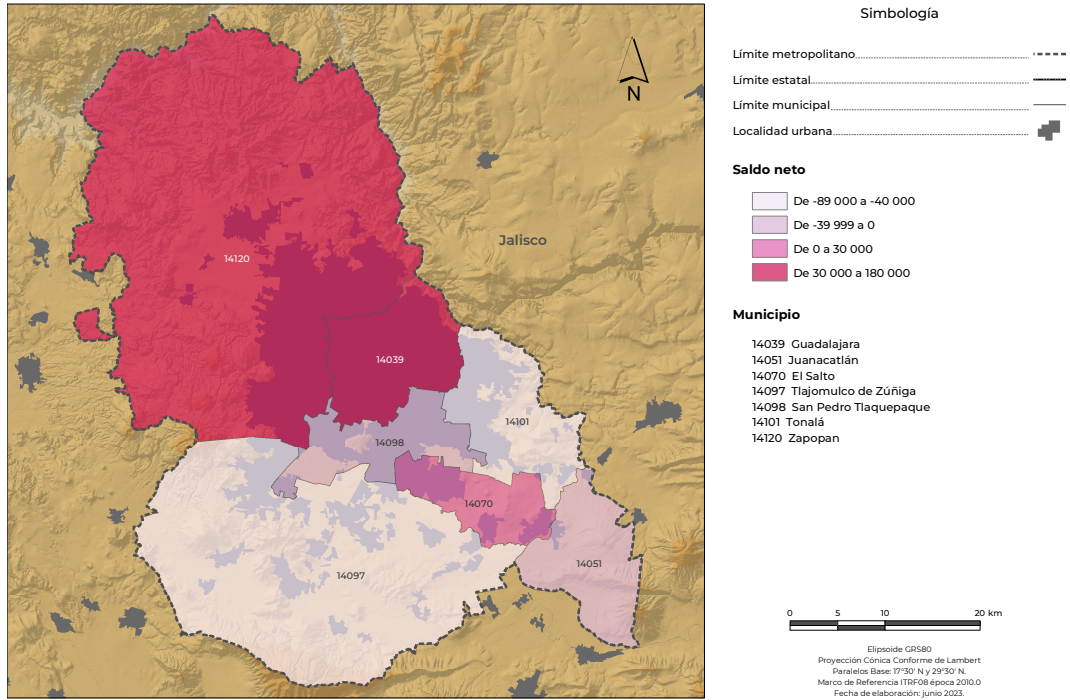 N
Jalisco
14120
14039
14101
14098
14070
14097
14051
Simbología
Límite metropolitano
Límite estatal
Límite municipal
Localidad urbana
Saldo neto
De -89 000 a -40 000
De -39 999 a 0
De 0 a 30 000
De 30 000 a 180 000
Municipio
14039 Guadalajara
14051 Juanacatlán
14070 El Salto
14097 Tlajomulco de Zúñiga
14098 San Pedro Tlaquepaque
14101 Tonalá
14120 Zapopan
0 5 10 20 km
Elipsoide GRS80
Proyección Cónica Conforme de Lambert
Paralelos Base: 17°30' N y 29°30' N.
Marco de Referencia ITRF08 época 2010.0
Fecha de elaboración: junio 2023.